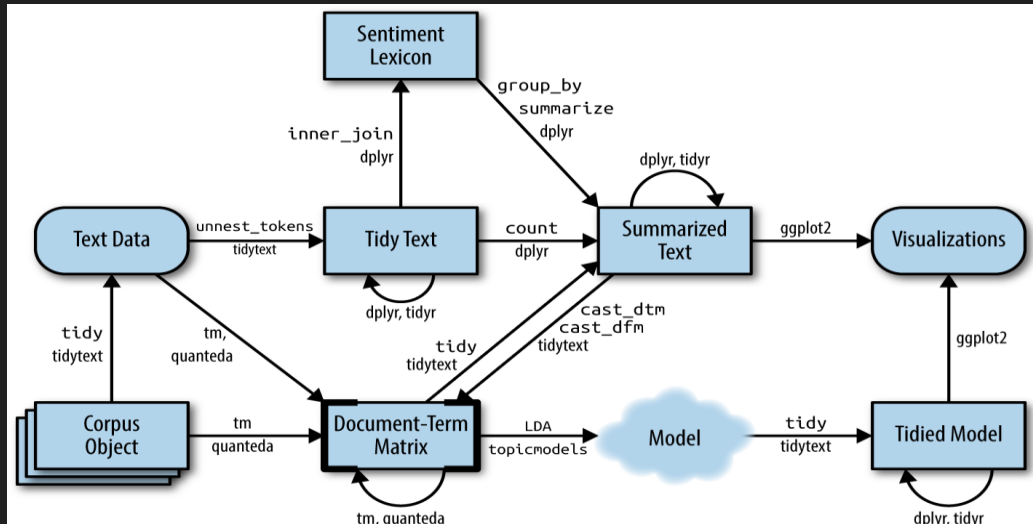 Sentiment
Lexicon
group_by
summarize
dplyr
inner_join
dplyr
dplyr, tidyr
Text Data
unnest_tokens
tidytext
Tidy Text
count
dplyr
Summarized
Text
ggplot2
Visualizations
dplyr, tidyr
cast_dtm
cast_dfm
tidytext
tidy
tidytext
tm,
quanteda
tidy
tidytext
ggplot2
Corpus
Object
tm
quanteda
Document-Term
Matrix
LDA
topicmodels
Model
tidy
tidytext
Tidied Model
tm, quanteda
dplyr, tidyr